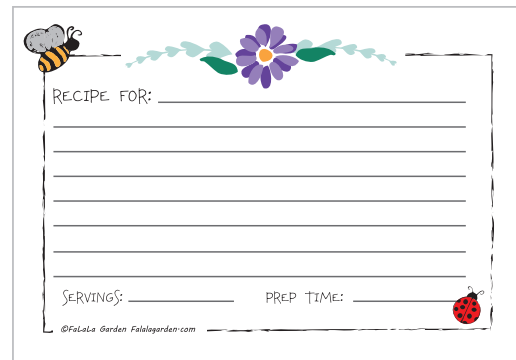 RECIPE FOR:
SERVINGS: PREP TIME:
©FaLaLa Garden Falalagarden.com